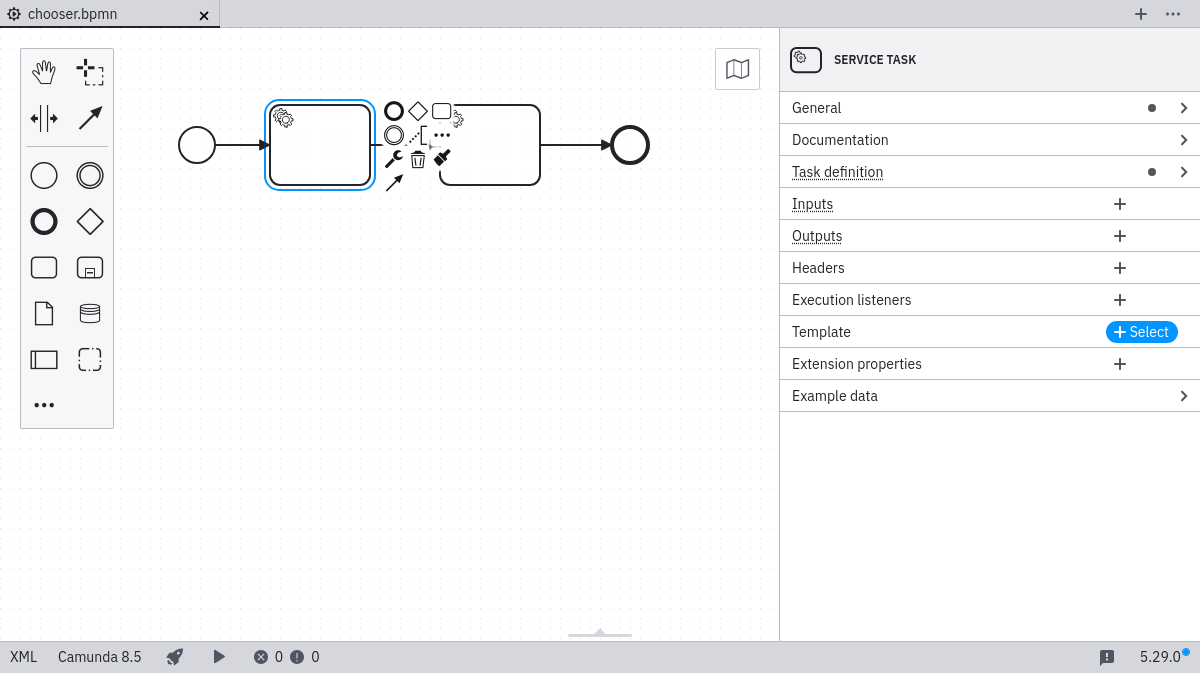 chooser.bpmn
SERVICE TASK
General
Documentation
Task definition
Inputs
Outputs
Headers
Execution listeners
Template
Select
Extension properties
Example data
XML
Camunda 8.5
0
0
5.29.0